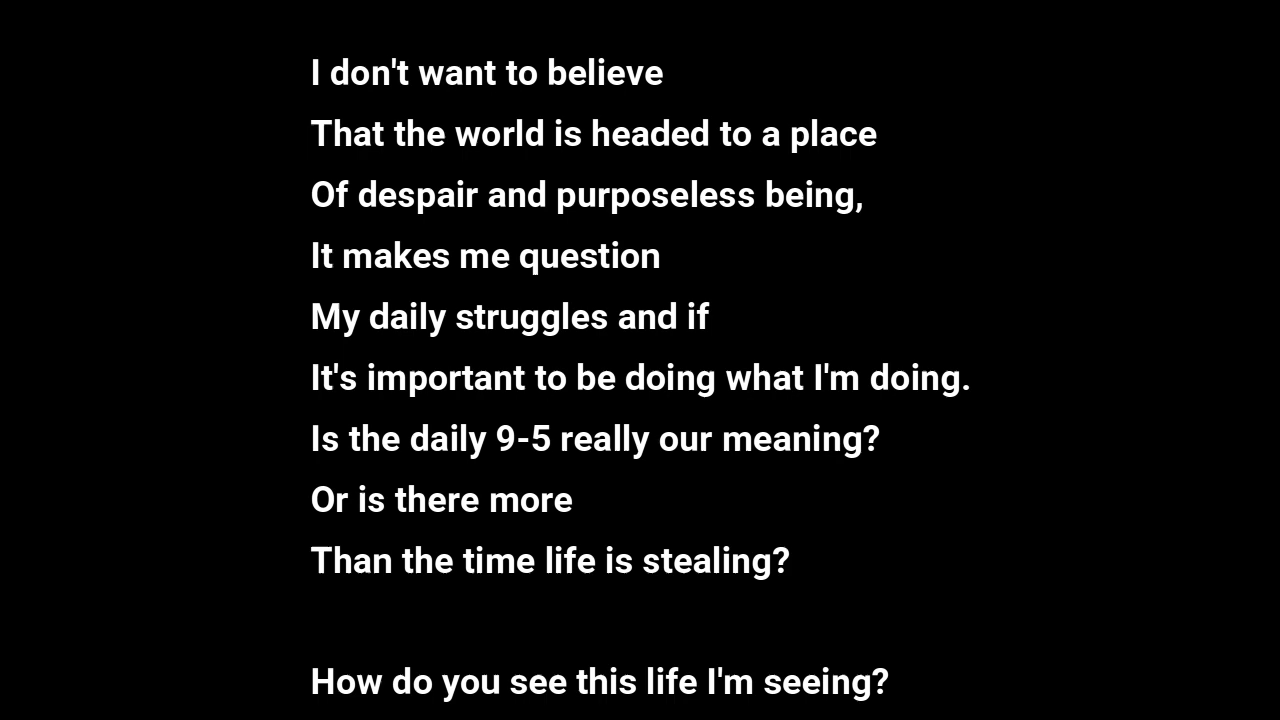 I don't want to believe
That the world is headed to a place
Of despair and purposeless being,
It makes me question
My daily struggles and if
It's important to be doing what I'm doing.
Is the daily 9-5 really our meaning?
Or is there more
Than the time life is stealing?
How do you see this life I'm seeing?